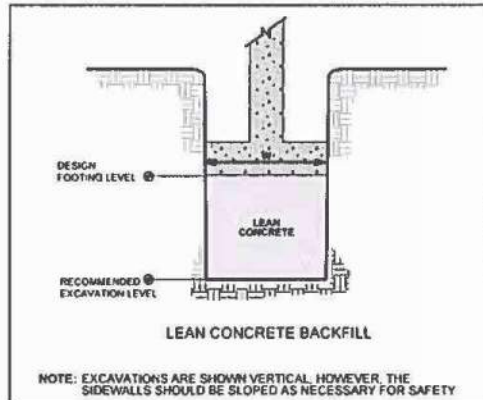 DESIGN
FOOTING LEVEL
LEAN
CONCRETE
RECOMMENDED
EXCAVATION LEVEL
LEAN CONCRETE BACKFILL
NOTE: EXCAVATIONS ARE SHOWN VERTICAL, HOWEVER, THE
SIDEWALLS SHOULD BE SLOPED AS NECESSARY FOR SAFETY